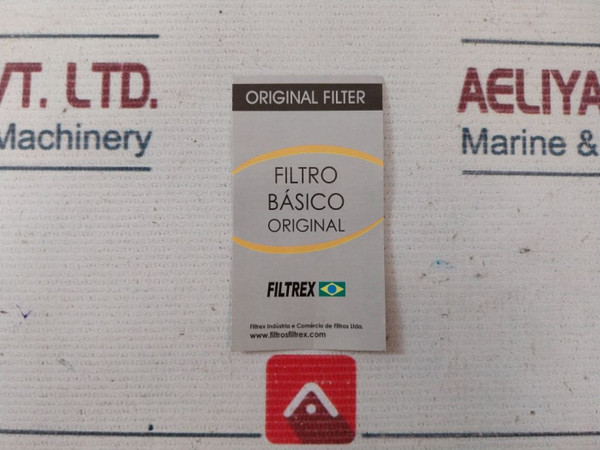 VT. LTD.
Machinery
AELIYA
Marine &
ORIGINAL FILTER
FILTRO
BÁSICO
ORIGINAL
FILTREX
Filtrex Indústria e Comércio de Filtros Ltda.
www.filtrosfiltrex.com